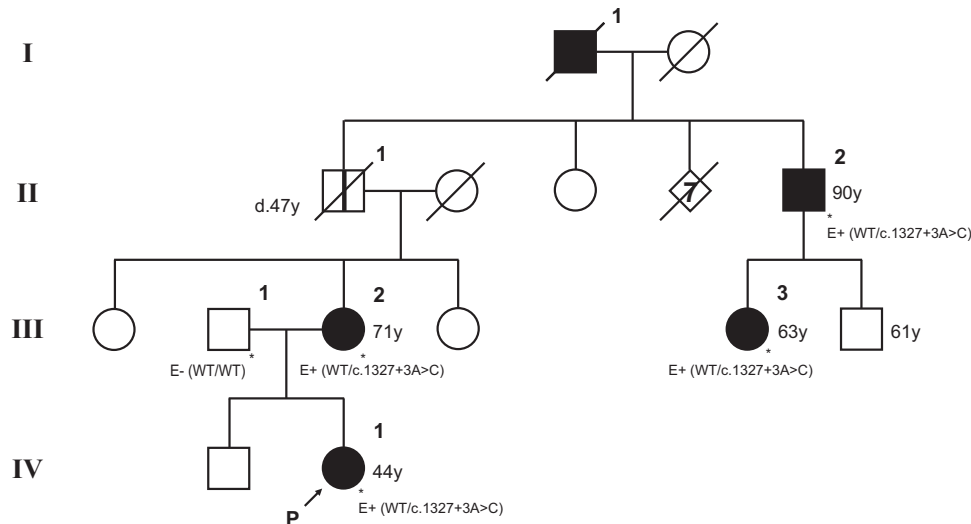 1
I
1
2
II
7
90y
d.47y
*
E+ (WT/c.1327+3A>C)
1
2
3
III
71y
63y
61y
*
*
*
E- (WT/WT)
E+ (WT/c.1327+3A>C)
E+ (WT/c.1327+3A>C)
1
IV
44y
*
P
E+ (WT/c.1327+3A>C)